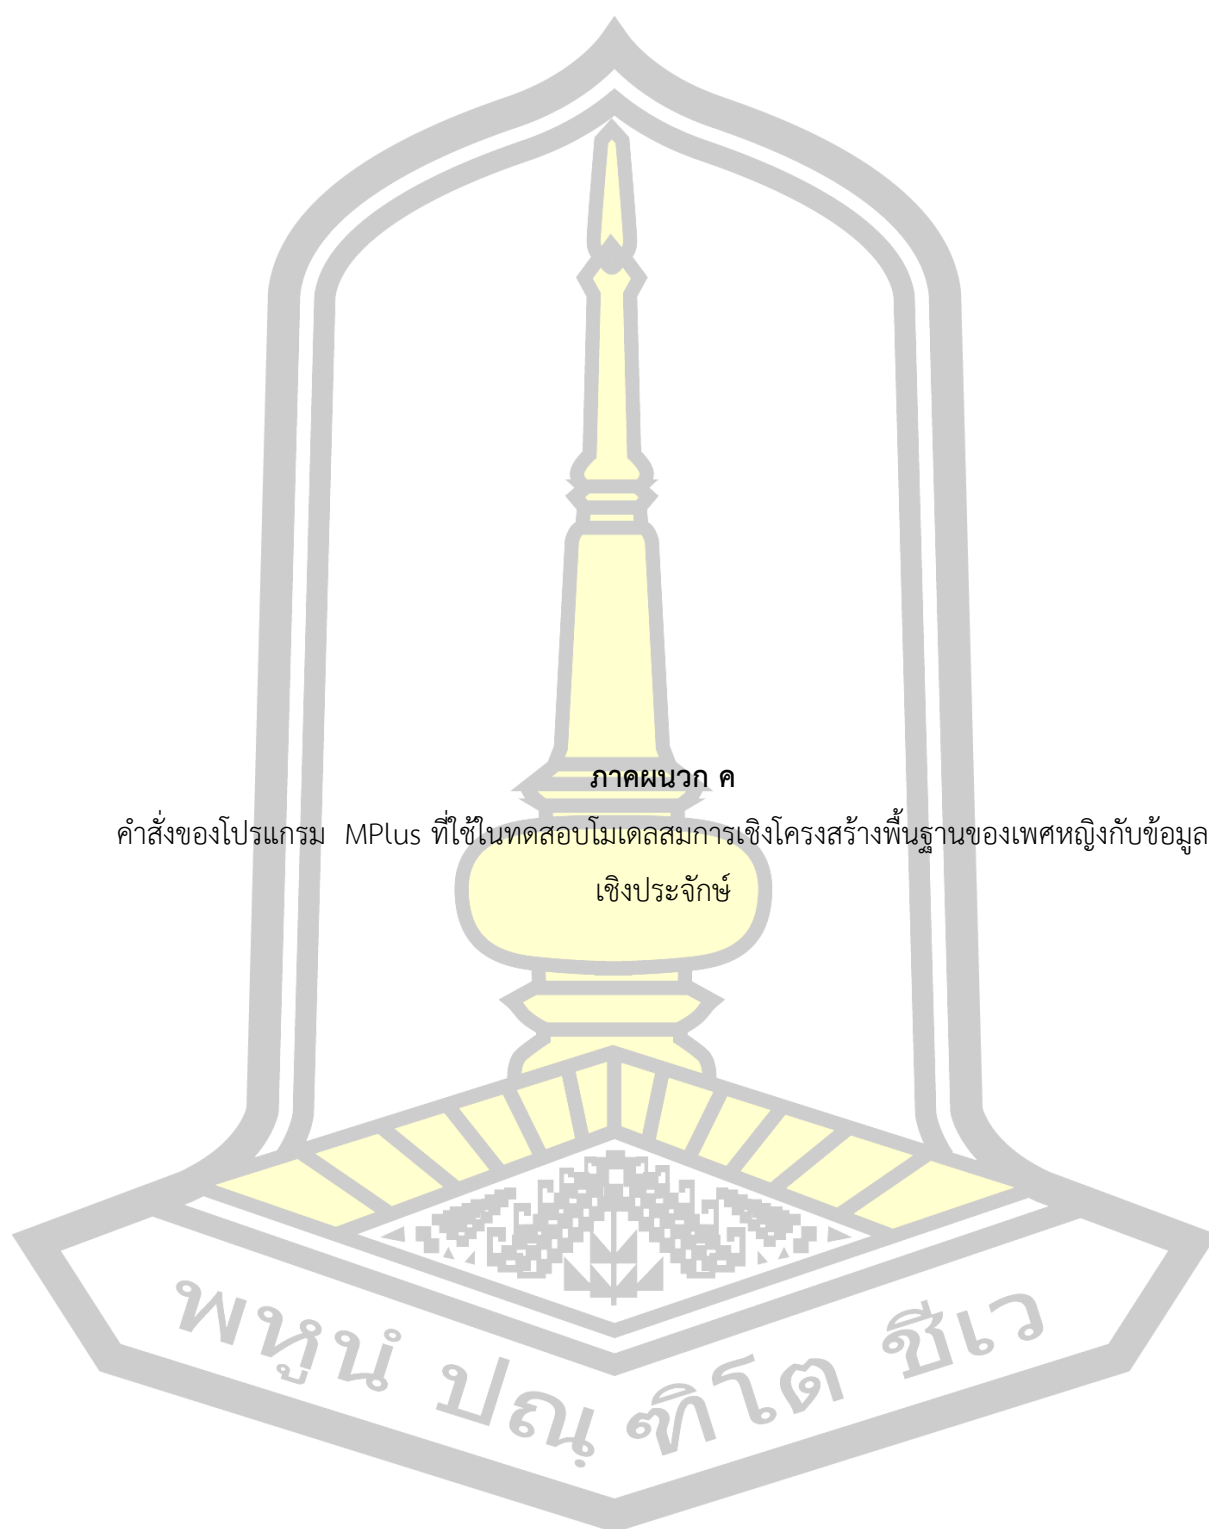 ภาคผนวก ค
คำสั่งของโปรแกรม MPlus ที่ใช้ในทดสอบโมเดลสมการเชิงโครงสร้างพื้นฐานของเพศหญิงกับข้อมูล
เชิงประจักษ์
พหูนํ ปณฺฑิโต ชีเว